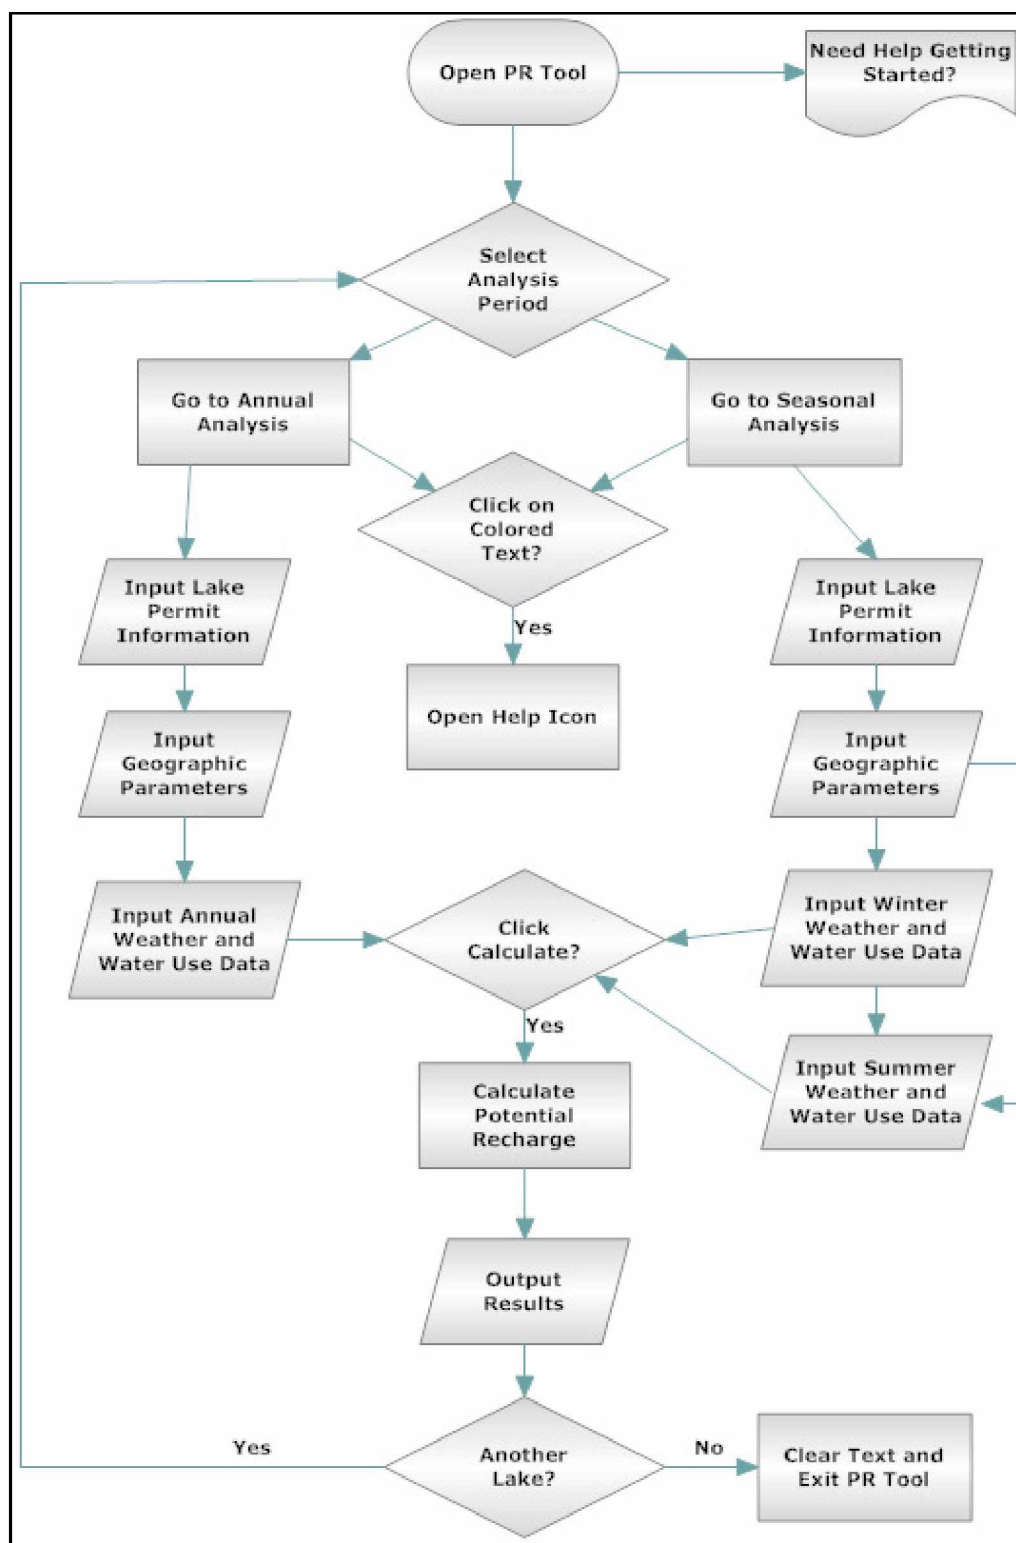 Open PR Tool
Need Help Getting
Started?
Select
Analysis
Period
Go to Annual
Analysis
Go to Seasonal
Analysis
Click on
Colored
Text?
Yes
Input Lake
Permit
Information
Input Lake
Permit
Information
Open Help Icon
Input
Geographic
Parameters
Input
Geographic
Parameters
Input Annual
Weather and
Water Use Data
Click
Calculate?
Input Winter
Weather and
Water Use Data
Yes
Calculate
Potential
Recharge
Input Summer
Weather and
Water Use Data
Output
Results
Another
Lake?
Yes
No
Clear Text and
Exit PR Tool